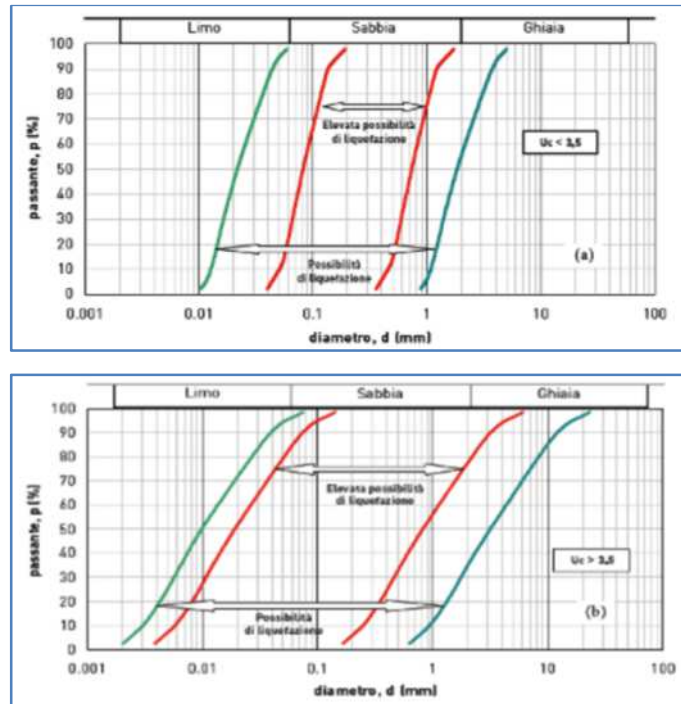 Limo Sabbia Ghiaia
100
90
80
70
60
50
40
30
20
10
0
passante, p (%)
Elevata possibilità
di liquefazione
Uc < 3,5
Possibilità
di liquefazione
(a)
0.001 0.01 0.1 1 10 100
diametro, d (mm)
Limo Sabbia Ghiaia
100
90
80
70
60
50
40
30
20
10
0
passante, p (%)
Elevata possibilità
di liquefazione
Uc > 3,5
Possibilità
di liquefazione
(b)
0.001 0.01 0.1 1 10 100
diametro, d (mm)